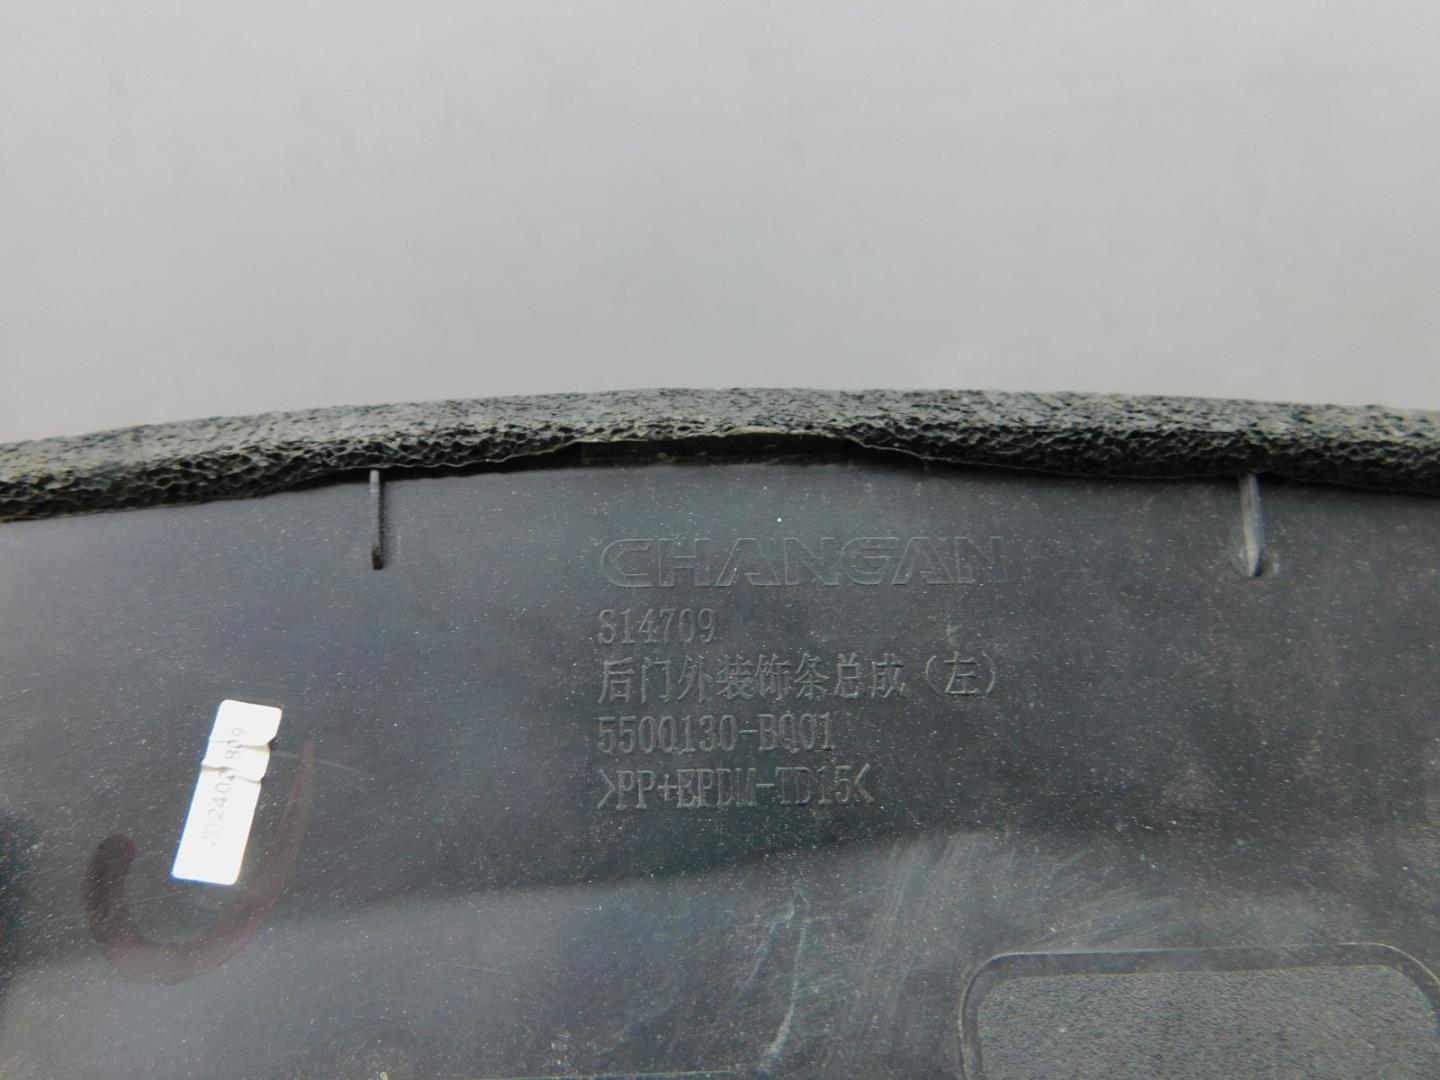 CHANGAN
S14709
后门外装饰条总成（左）
5500130-BQ01
>PP+EPDM-TD15<